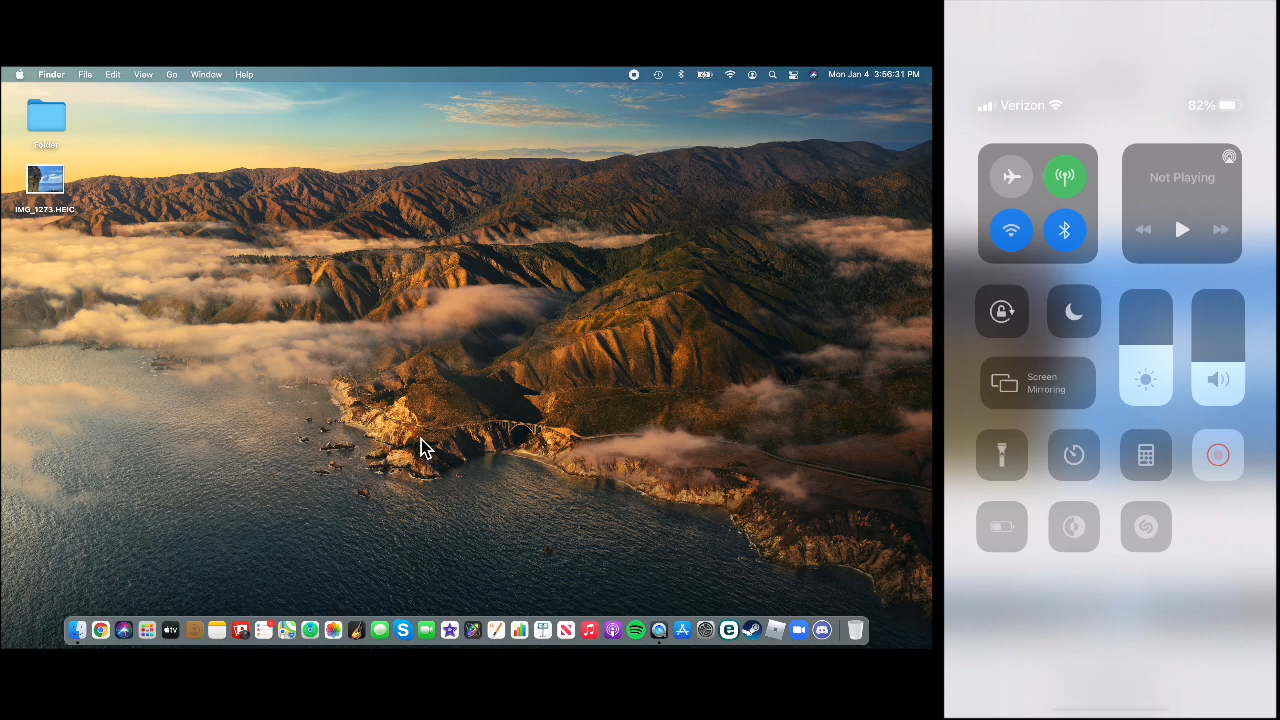 Finder File Edit View Go Window Help
Mon Jan 4 3:56:31 PM
Folder
IMG_1273.HEIC
Verizon
82%
Not Playing
Screen
Mirroring